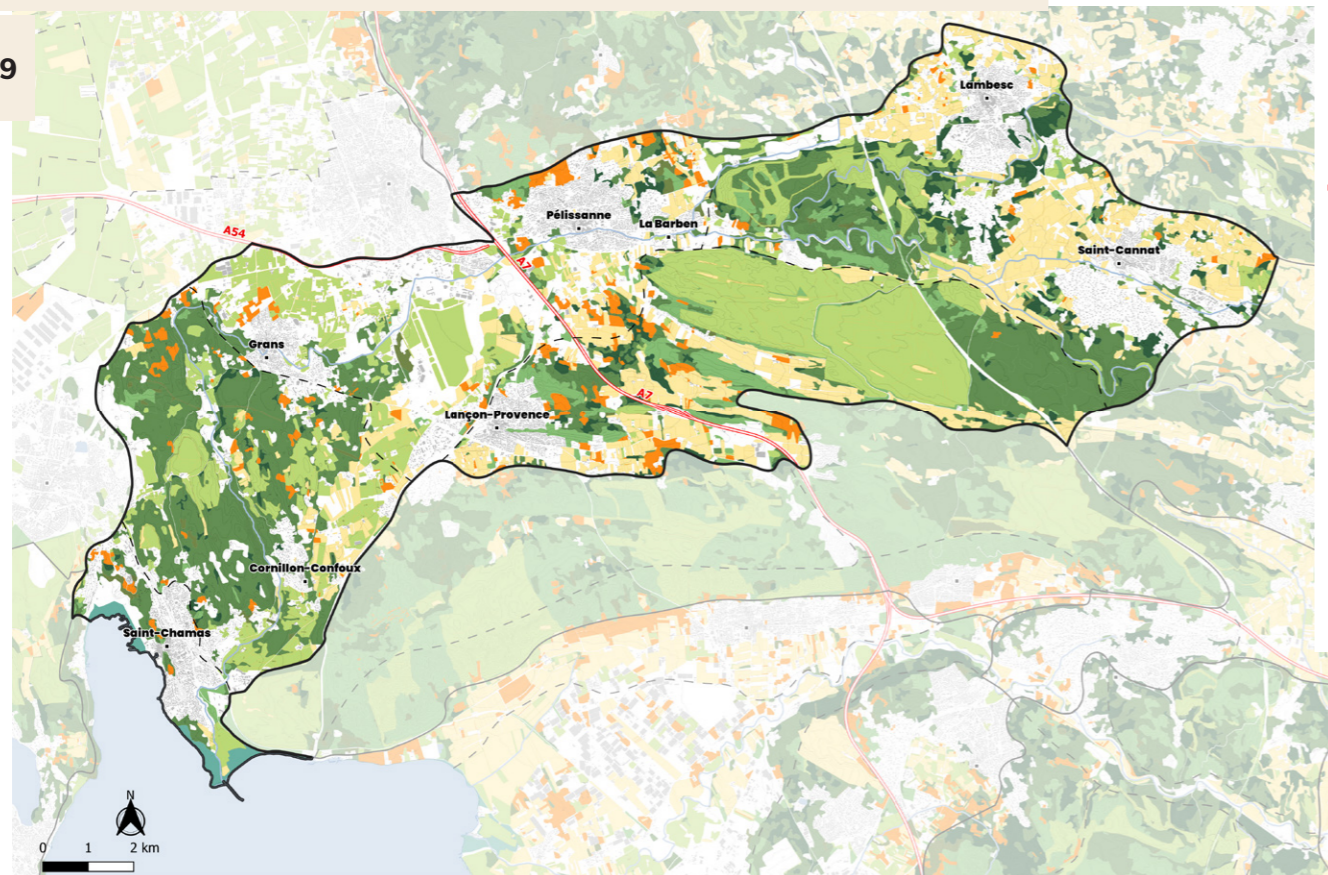 9
Lambesc
Pélissanne
La Barben
A54
Saint-Cannat
A7
Grans
A7
Lançon-Provence
Cornillon-Confoux
Saint-Chamas
N
0 1 2 km